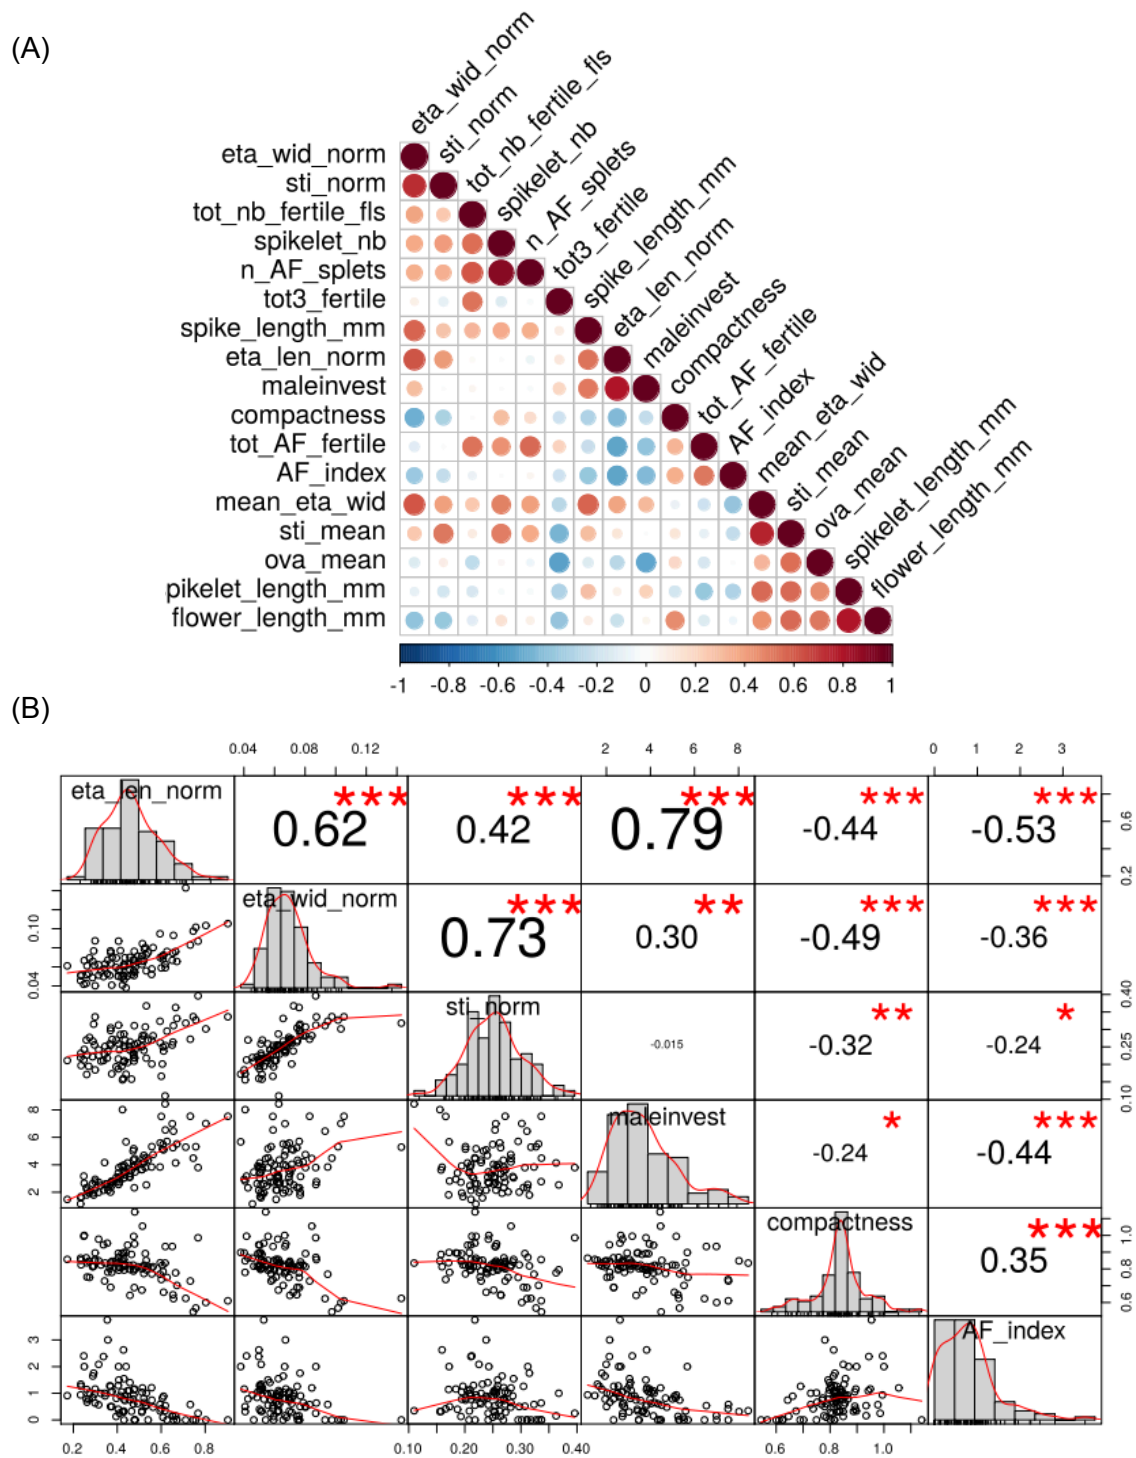 (A)
eta_wid_norm
sti_norm
tot_nb_fertile_fls
spikelet_nb
n_AF_splets
tot3_fertile
spike_length_mm
eta_len_norm
maleinvest
compactness
tot_AF_fertile
AF_index
mean_eta_wid
sti_mean
ova_mean
spikelet_length_mm
flower_length_mm
eta_wid_norm
sti_norm
tot_nb_fertile_fls
spikelet_nb
n_AF_splets
tot3_fertile
spike_length_mm
eta_len_norm
maleinvest
compactness
tot_AF_fertile
AF_index
mean_eta_wid
sti_mean
ova_mean
pikelet_length_mm
flower_length_mm
-1 -0.8 -0.6 -0.4 -0.2 0 0.2 0.4 0.6 0.8 1
(B)
0.04 0.08 0.12 2 4 6 8 0 1 2 3
eta_len_norm *** *** *** *** ***
0.62 0.42 0.79 -0.44 -0.53 0.2 0.6
eta_wid_norm *** ** *** ***
0.04 0.10 0.73 0.30 -0.49 -0.36
sti_norm ** *
-0.015 -0.32 -0.24 0.10 0.25 0.40
maleinvest * ***
2 4 6 8 -0.24 -0.44
compactness ***
0.35 0.6 0.8 1.0
AF_index
0 1 2 3
0.2 0.4 0.6 0.8 0.10 0.20 0.30 0.40 0.6 0.8 1.0